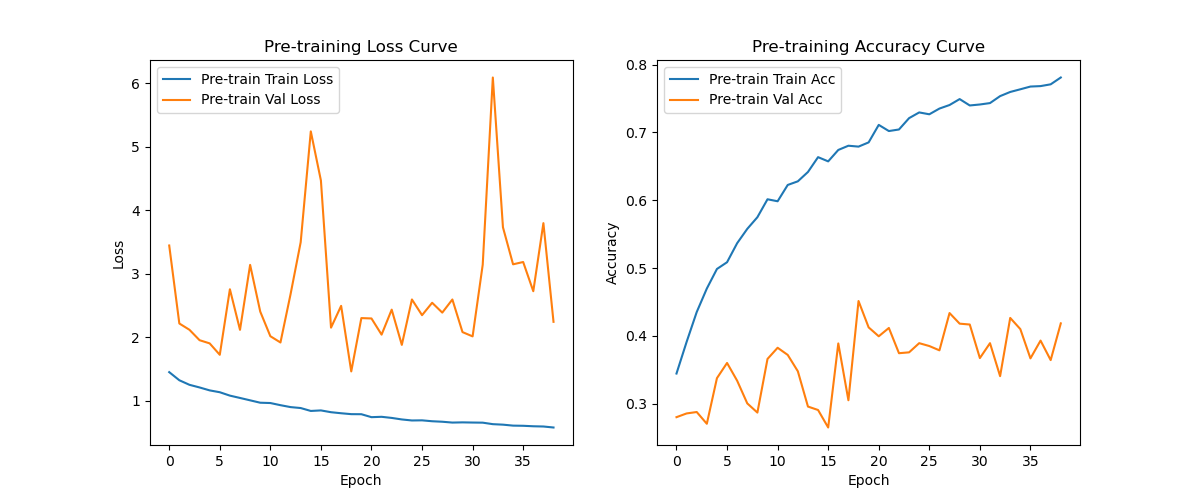 Pre-training Loss Curve
Pre-train Train Loss
Pre-train Val Loss
6
5
4
3
2
1
Loss
0 5 10 15 20 25 30 35
Epoch
Pre-training Accuracy Curve
Pre-train Train Acc
Pre-train Val Acc
0.8
0.7
0.6
0.5
0.4
0.3
Accuracy
0 5 10 15 20 25 30 35
Epoch